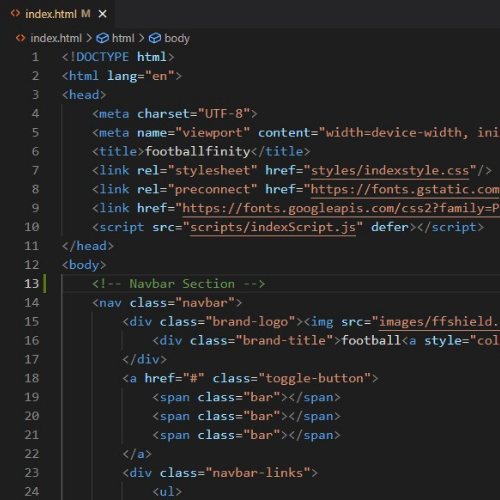 index.html M ×
index.html > html > body
1 <!DOCTYPE html>
2 <html lang="en">
3 <head>
4 <meta charset="UTF-8">
5 <meta name="viewport" content="width=device-width, ini
6 <title>footballfinity</title>
7 <link rel="stylesheet" href="styles/indexstyle.css"/>
8 <link rel="preconnect" href="https://fonts.gstatic.com
9 <link href="https://fonts.googleapis.com/css2?family=P
10 <script src="scripts/indexScript.js" defer></script>
11 </head>
12 <body>
13 <!-- Navbar Section -->
14 <nav class="navbar">
15 <div class="brand-logo"><img src="images/ffshield.
16 <div class="brand-title">football<a style="col
17 </div>
18 <a href="#" class="toggle-button">
19 <span class="bar"></span>
20 <span class="bar"></span>
21 <span class="bar"></span>
22 </a>
23 <div class="navbar-links">
24 <ul>